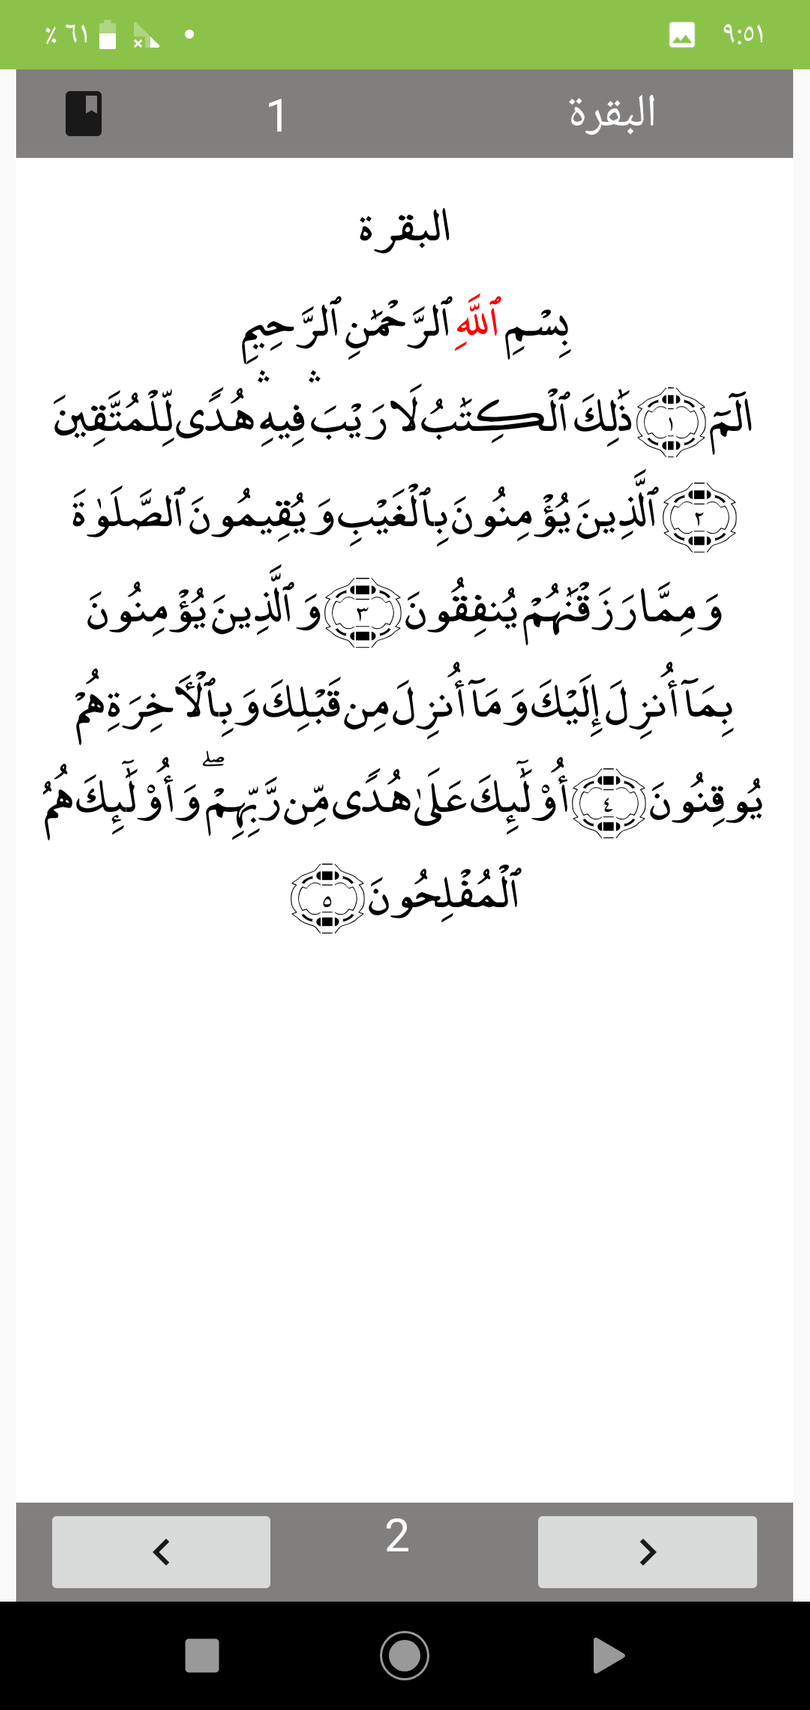 ٩:٥١ ٦١ ٪
البقرة 1
البقرة
بِسْمِ ٱللَّهِ ٱلرَّحْمَٰنِ ٱلرَّحِيمِ
الٓمٓ ١ ذَٰلِكَ ٱلْكِتَٰبُ لَا رَيْبَ ۛ فِيهِ ۛ هُدًى لِّلْمُتَّقِينَ
٢ ٱلَّذِينَ يُؤْمِنُونَ بِٱلْغَيْبِ وَيُقِيمُونَ ٱلصَّلَوٰةَ
وَمِمَّا رَزَقْنَٰهُمْ يُنفِقُونَ ٣ وَٱلَّذِينَ يُؤْمِنُونَ
بِمَآ أُنزِلَ إِلَيْكَ وَمَآ أُنزِلَ مِن قَبْلِكَ وَبِٱلْأَخِرَةِ هُمْ
يُوقِنُونَ ٤ أُوْلَٰٓئِكَ عَلَىٰ هُدًى مِّن رَّبِّهِمْ ۖ وَأُوْلَٰٓئِكَ هُمُ
ٱلْمُفْلِحُونَ ٥
2